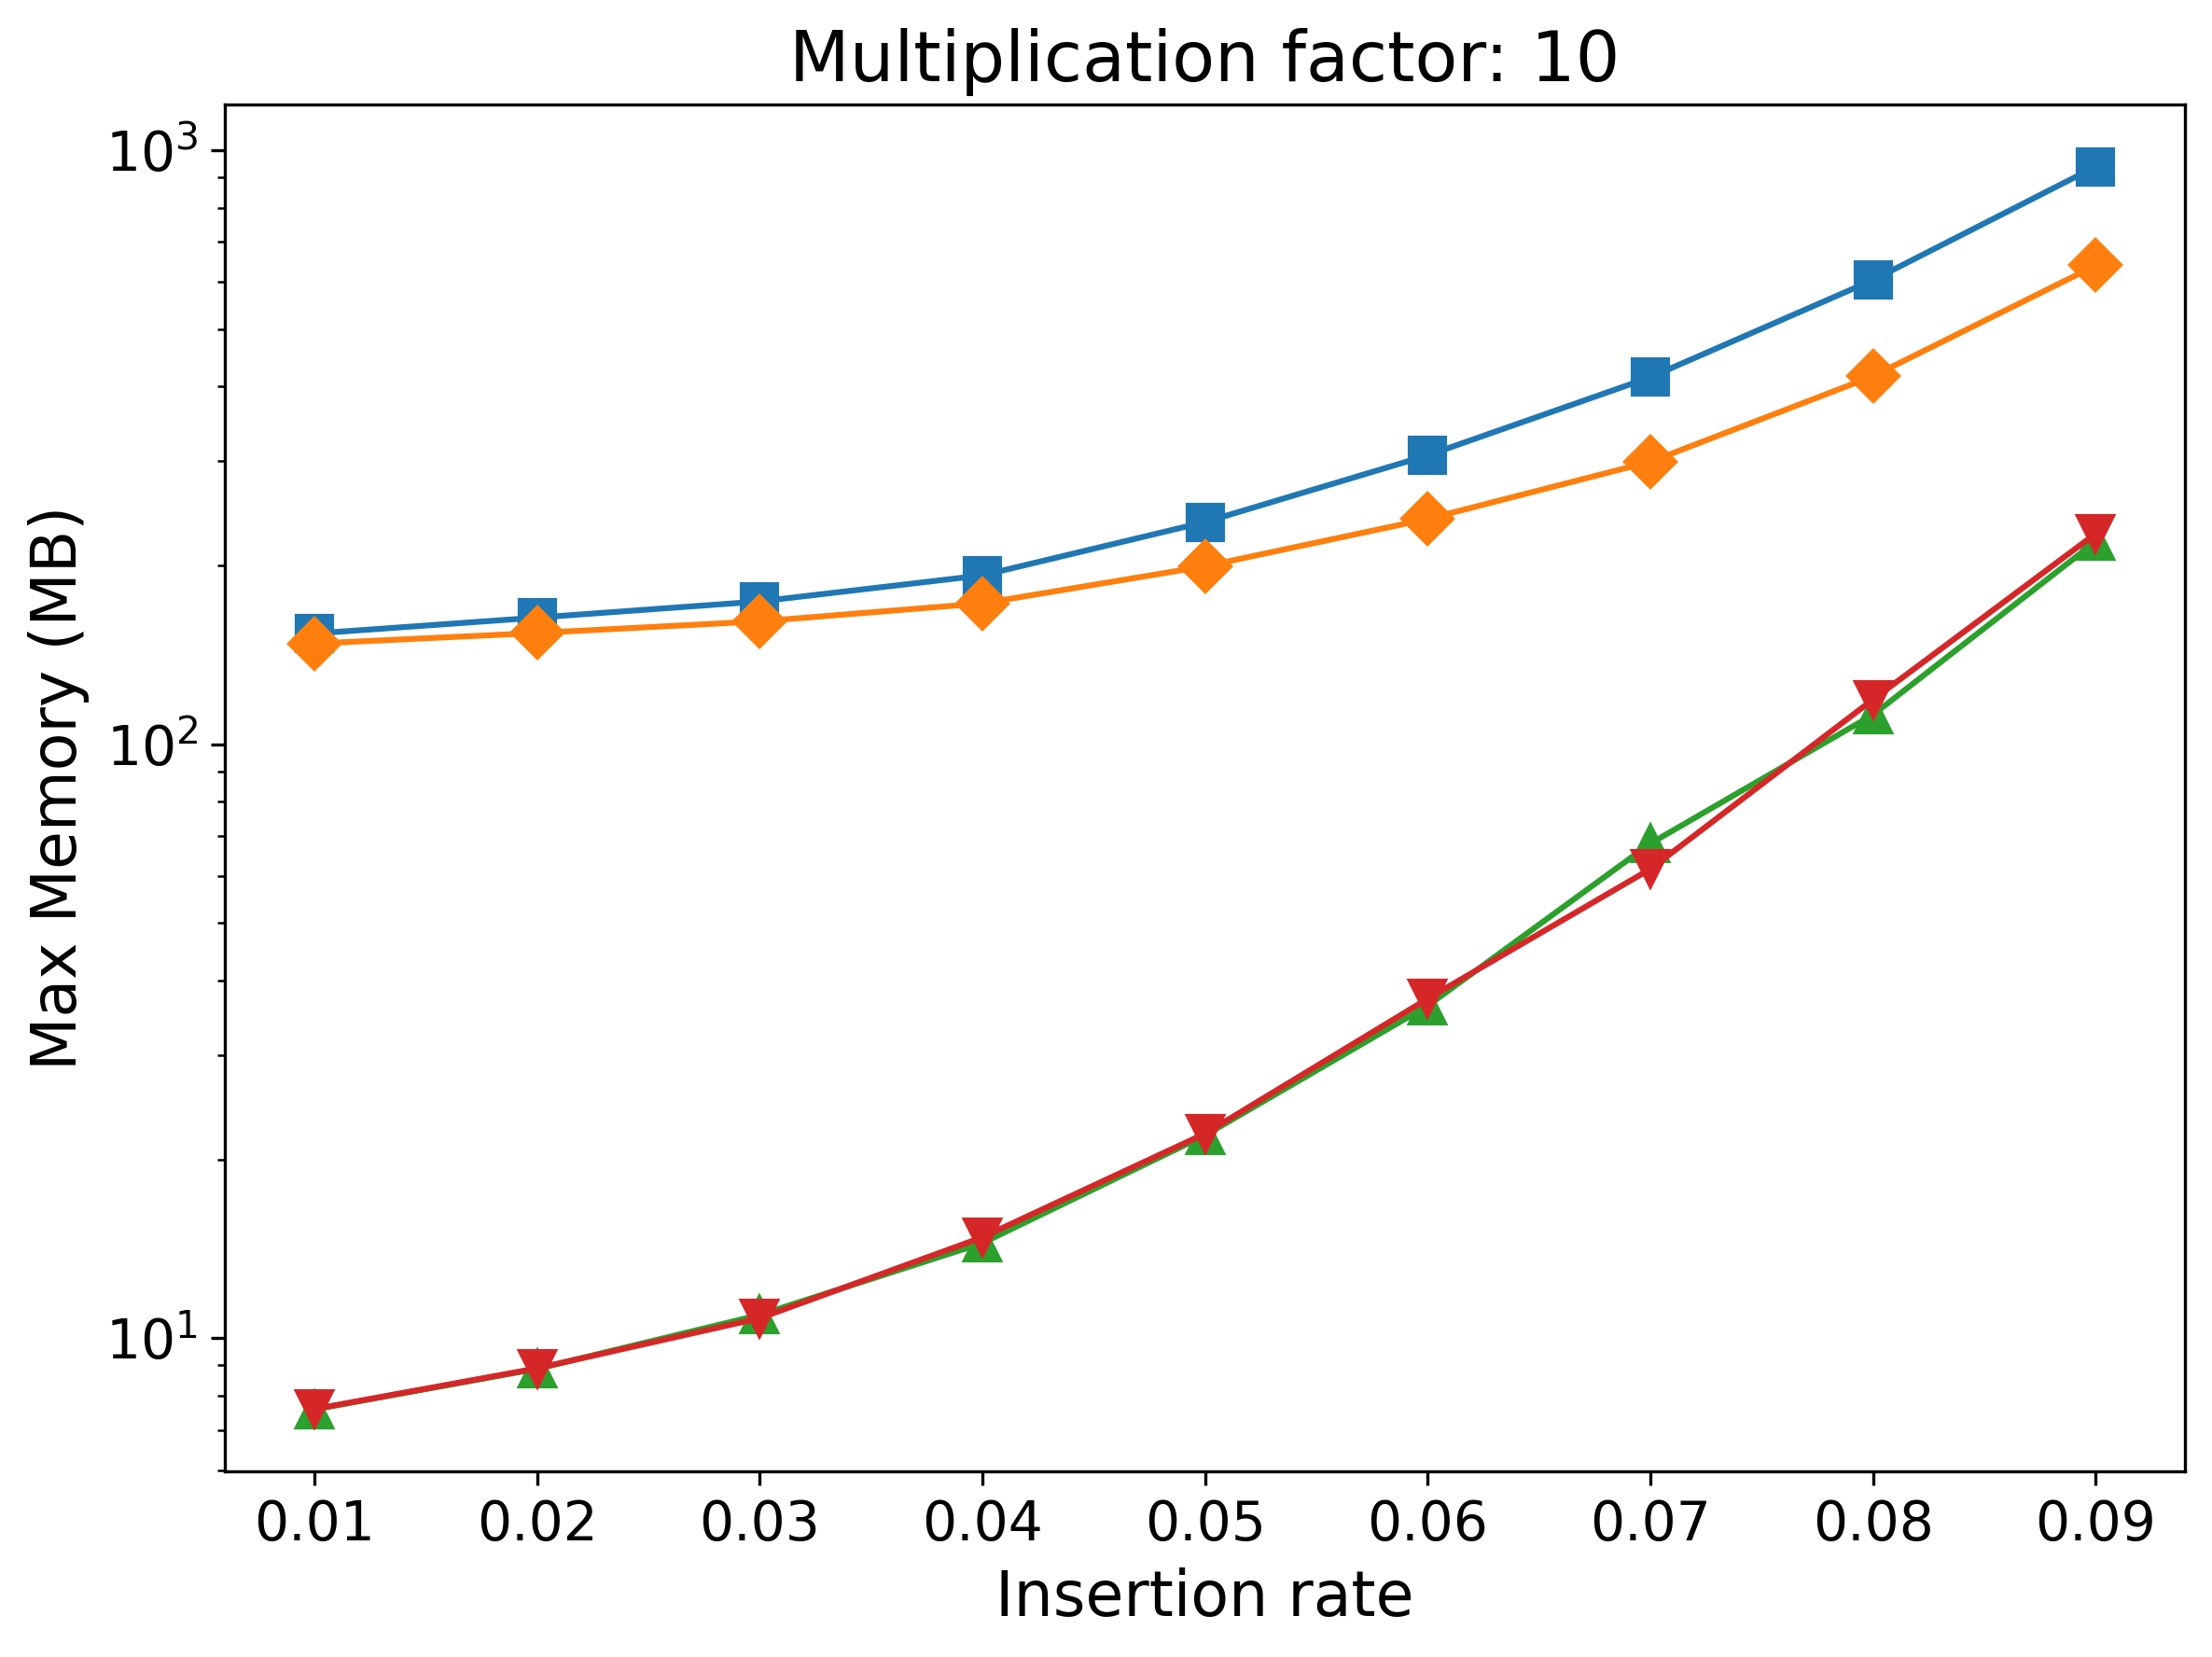 Multiplication factor: 10
Max Memory (MB)
10³
10²
10¹
0.01 0.02 0.03 0.04 0.05 0.06 0.07 0.08 0.09
Insertion rate